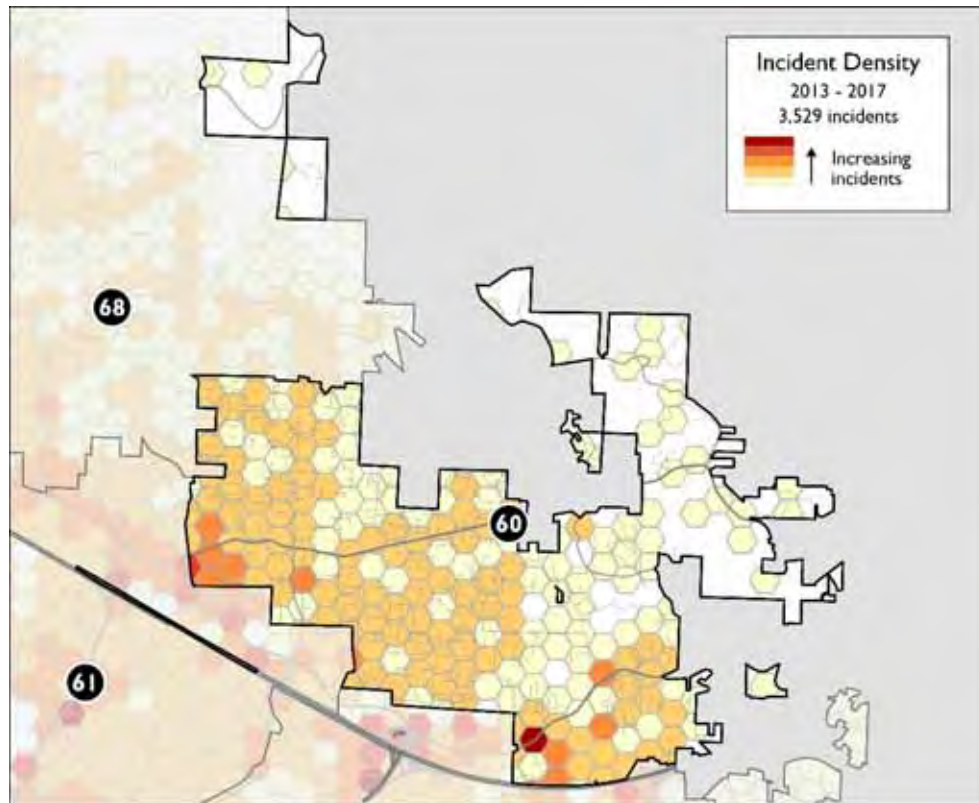 Incident Density
2013 - 2017
3,529 incidents
Increasing
incidents
68
60
61